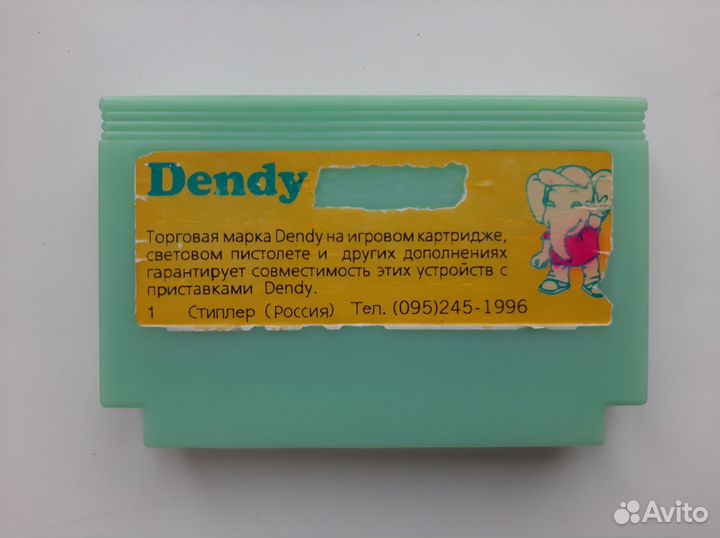 Dendy
Торговая марка Dendy на игровом картридже,
световом пистолете и других дополнениях
гарантирует совместимость этих устройств с
приставками Dendy.
1 Стиплер (Россия) Тел. (095)245-1996
Avito